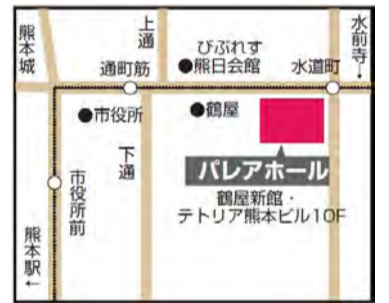 熊本城
上通
びぷれす
●熊日会館
水前寺→
通町筋
水道町
●市役所
●鶴屋
下通
パレアホール
鶴屋新館・
テトリア熊本ビル10F
市役所前
熊本駅←